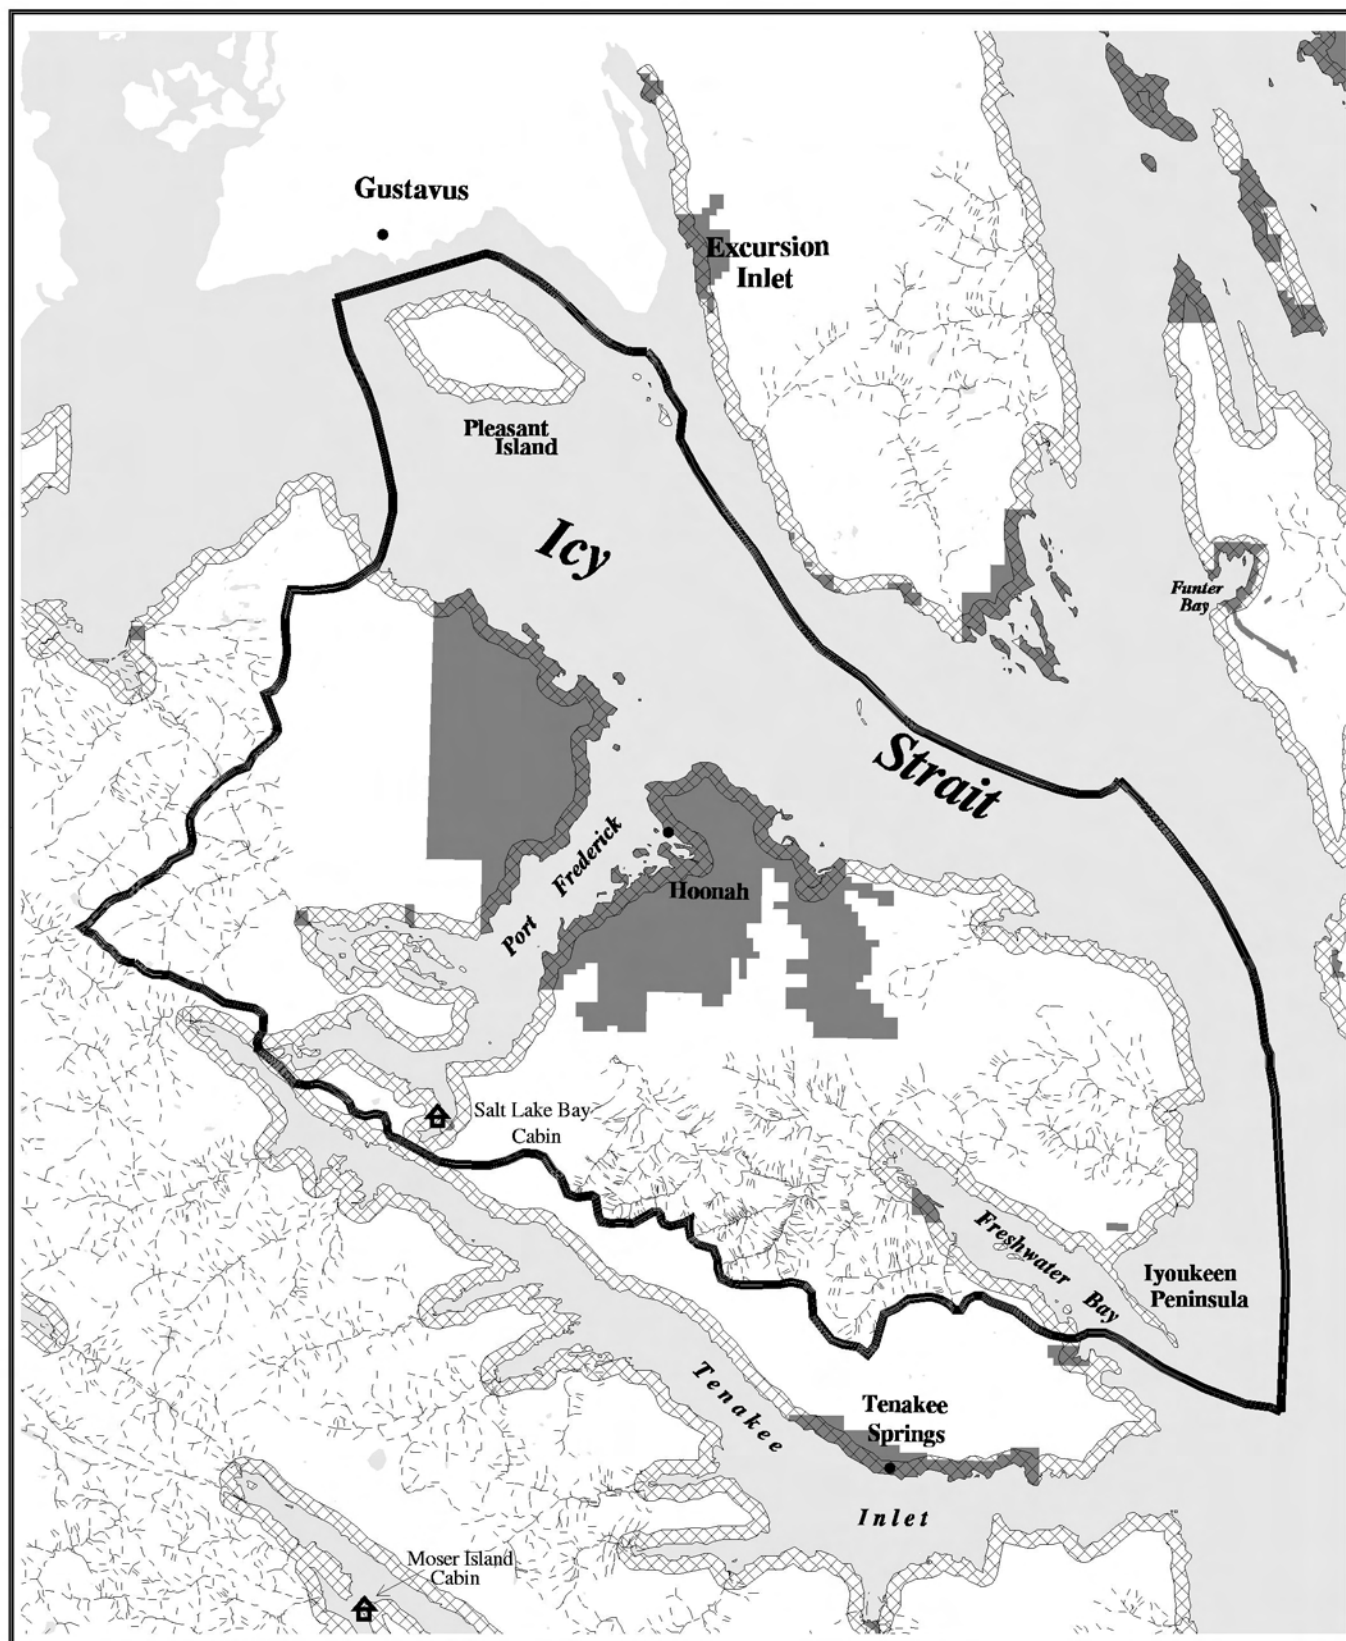 Gustavus
Excursion
Inlet
Pleasant
Island
Icy
Funter
Bay
Strait
Port Frederick
Hoonah
Salt Lake Bay
Cabin
Freshwater Bay
Iyoukeen
Peninsula
Tenakee
Tenakee
Springs
Inlet
Moser Island
Cabin